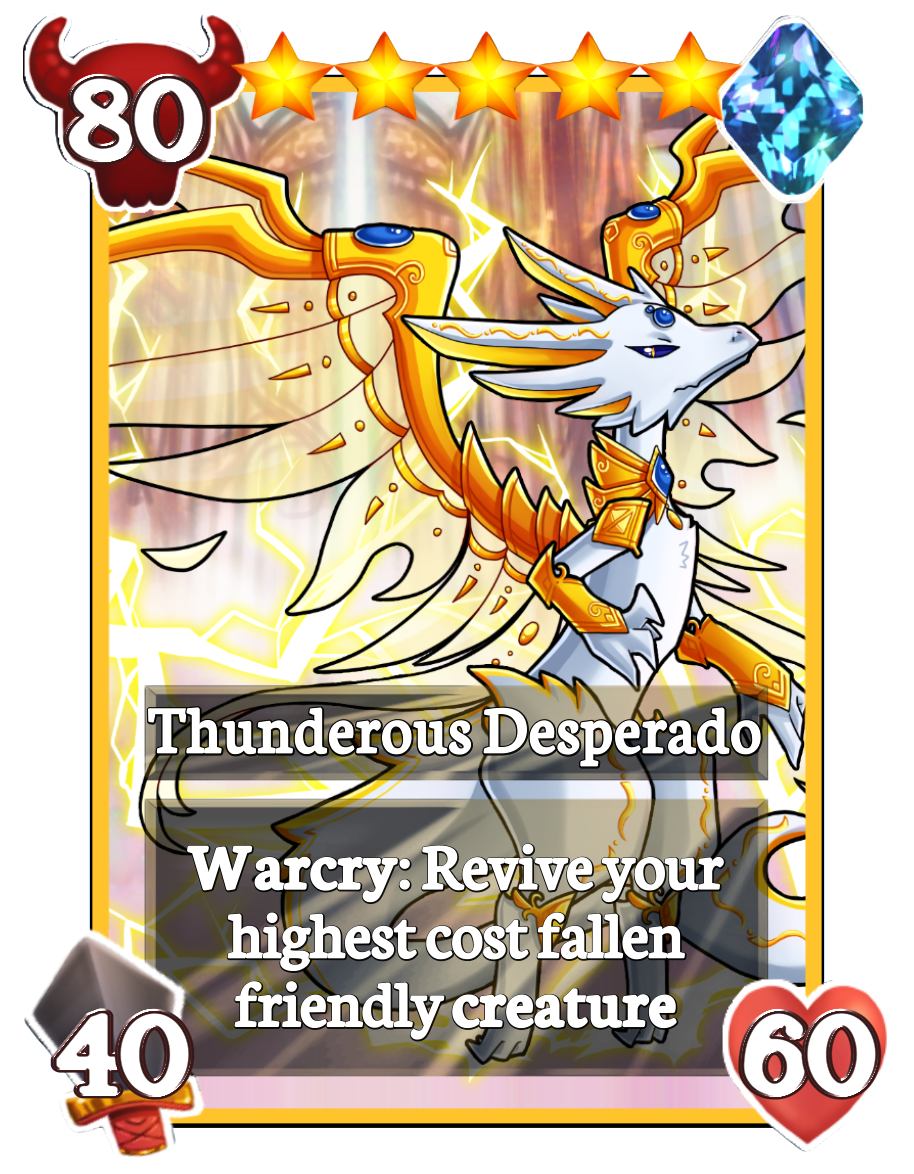 80
Thunderous Desperado
Warcry: Revive your
highest cost fallen
friendly creature
40
60